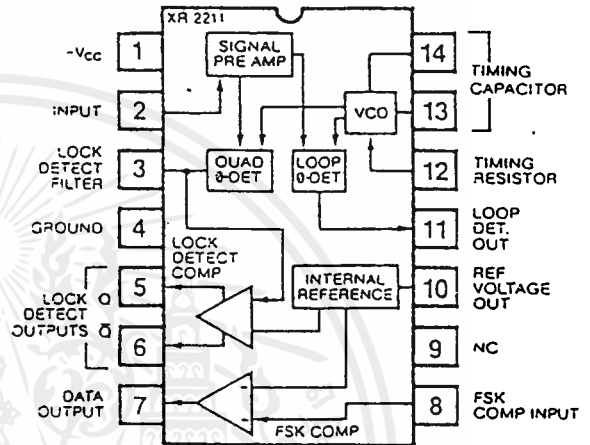 XR 2211
-Vcc 1
INPUT 2
LOCK
DETECT 3
FILTER
GROUND 4
LOCK
DETECT
OUTPUTS
Q 5
Q̄ 6
DATA
OUTPUT 7
SIGNAL
PRE AMP
VCO
QUAD
Ø-DET
LOOP
Ø-DET
LOCK
DETECT
COMP
INTERNAL
REFERENCE
FSK COMP
14
13
TIMING
CAPACITOR
12 TIMING
RESISTOR
11 LOOP
DET.
OUT
10 REF
VOLTAGE
OUT
9 NC
8 FSK
COMP INPUT